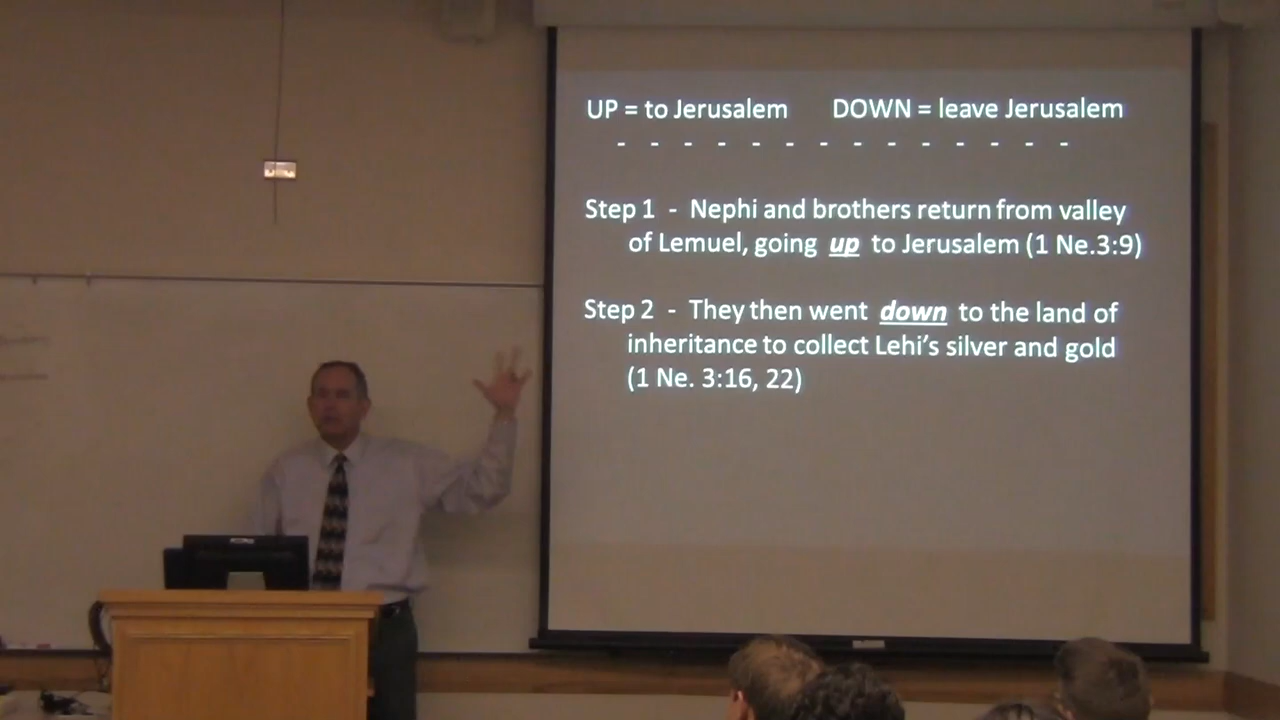 UP = to Jerusalem DOWN = leave Jerusalem
- - - - - - - - - - - - - -
Step 1 - Nephi and brothers return from valley
of Lemuel, going up to Jerusalem (1 Ne.3:9)
Step 2 - They then went down to the land of
inheritance to collect Lehi's silver and gold
(1 Ne. 3:16, 22)